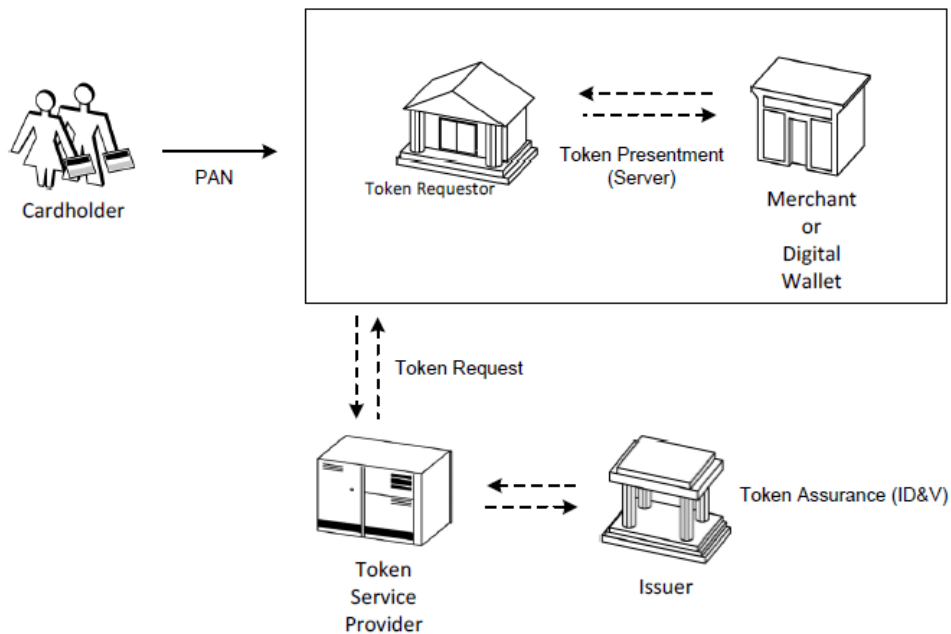 Cardholder
PAN
Token Requestor
Token Presentment
(Server)
Merchant
or
Digital
Wallet
Token Request
Token
Service
Provider
Issuer
Token Assurance (ID&V)